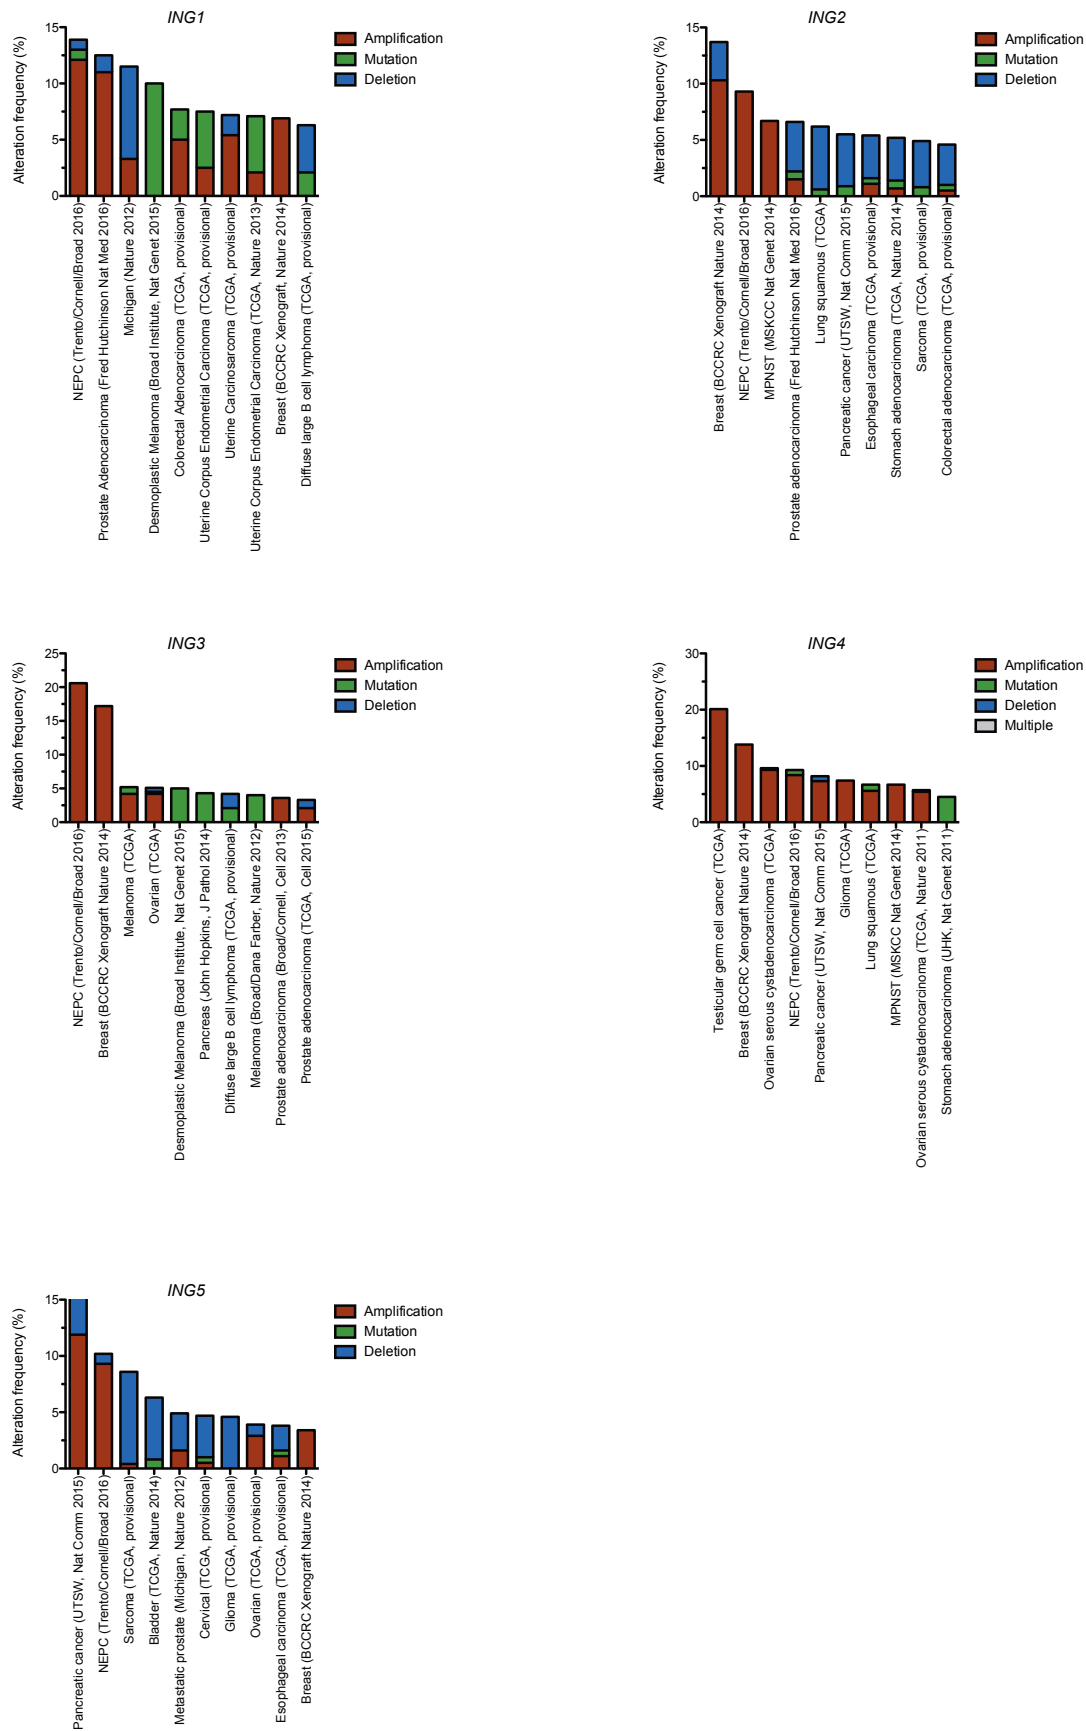 ING1
Alteration frequency (%)
15
10
5
0
Amplification
Mutation
Deletion
NEPC (Trento/Cornell/Broad 2016)
Prostate Adenocarcinoma (Fred Hutchinson Nat Med 2016)
Michigan (Nature 2012)
Desmoplastic Melanoma (Broad Institute, Nat Genet 2015)
Colorectal Adenocarcinoma (TCGA, provisional)
Uterine Corpus Endometrial Carcinoma (TCGA, provisional)
Uterine Carcinosarcoma (TCGA, provisional)
Uterine Corpus Endometrial Carcinoma (TCGA, Nature 2013)
Breast (BCCRC Xenograft, Nature 2014)
Diffuse large B cell lymphoma (TCGA, provisional)
ING2
Alteration frequency (%)
15
10
5
0
Amplification
Mutation
Deletion
Breast (BCCRC Xenograft Nature 2014)
NEPC (Trento/Cornell/Broad 2016)
MPNST (MSKCC Nat Genet 2014)
Prostate adenocarcinoma (Fred Hutchinson Nat Med 2016)
Lung squamous (TCGA)
Pancreatic cancer (UTSW, Nat Comm 2015)
Esophageal carcinoma (TCGA, provisional)
Stomach adenocarcinoma (TCGA, Nature 2014)
Sarcoma (TCGA, provisional)
Colorectal adenocarcinoma (TCGA, provisional)
ING3
Alteration frequency (%)
25
20
15
10
5
0
Amplification
Mutation
Deletion
NEPC (Trento/Cornell/Broad 2016)
Breast (BCCRC Xenograft Nature 2014)
Melanoma (TCGA)
Ovarian (TCGA)
Desmoplastic Melanoma (Broad Institute, Nat Genet 2015)
Pancreas (John Hopkins, J Pathol 2014)
Diffuse large B cell lymphoma (TCGA, provisional)
Melanoma (Broad/Dana Farber, Nature 2012)
Prostate adenocarcinoma (Broad/Cornell, Cell 2013)
Prostate adenocarcinoma (TCGA, Cell 2015)
ING4
Alteration frequency (%)
30
20
10
0
Amplification
Mutation
Deletion
Multiple
Testicular germ cell cancer (TCGA)
Breast (BCCRC Xenograft Nature 2014)
Ovarian serous cystadenocarcinoma (TCGA)
NEPC (Trento/Cornell/Broad 2016)
Pancreatic cancer (UTSW, Nat Comm 2015)
Glioma (TCGA)
Lung squamous (TCGA)
MPNST (MSKCC Nat Genet 2014)
Ovarian serous cystadenocarcinoma (TCGA, Nature 2011)
Stomach adenocarcinoma (UHK, Nat Genet 2011)
ING5
Alteration frequency (%)
15
10
5
0
Amplification
Mutation
Deletion
Pancreatic cancer (UTSW, Nat Comm 2015)
NEPC (Trento/Cornell/Broad 2016)
Sarcoma (TCGA, provisional)
Bladder (TCGA, Nature 2014)
Metastatic prostate (Michigan, Nature 2012)
Cervical (TCGA, provisional)
Glioma (TCGA, provisional)
Ovarian (TCGA, provisional)
Esophageal carcinoma (TCGA, provisional)
Breast (BCCRC Xenograft Nature 2014)